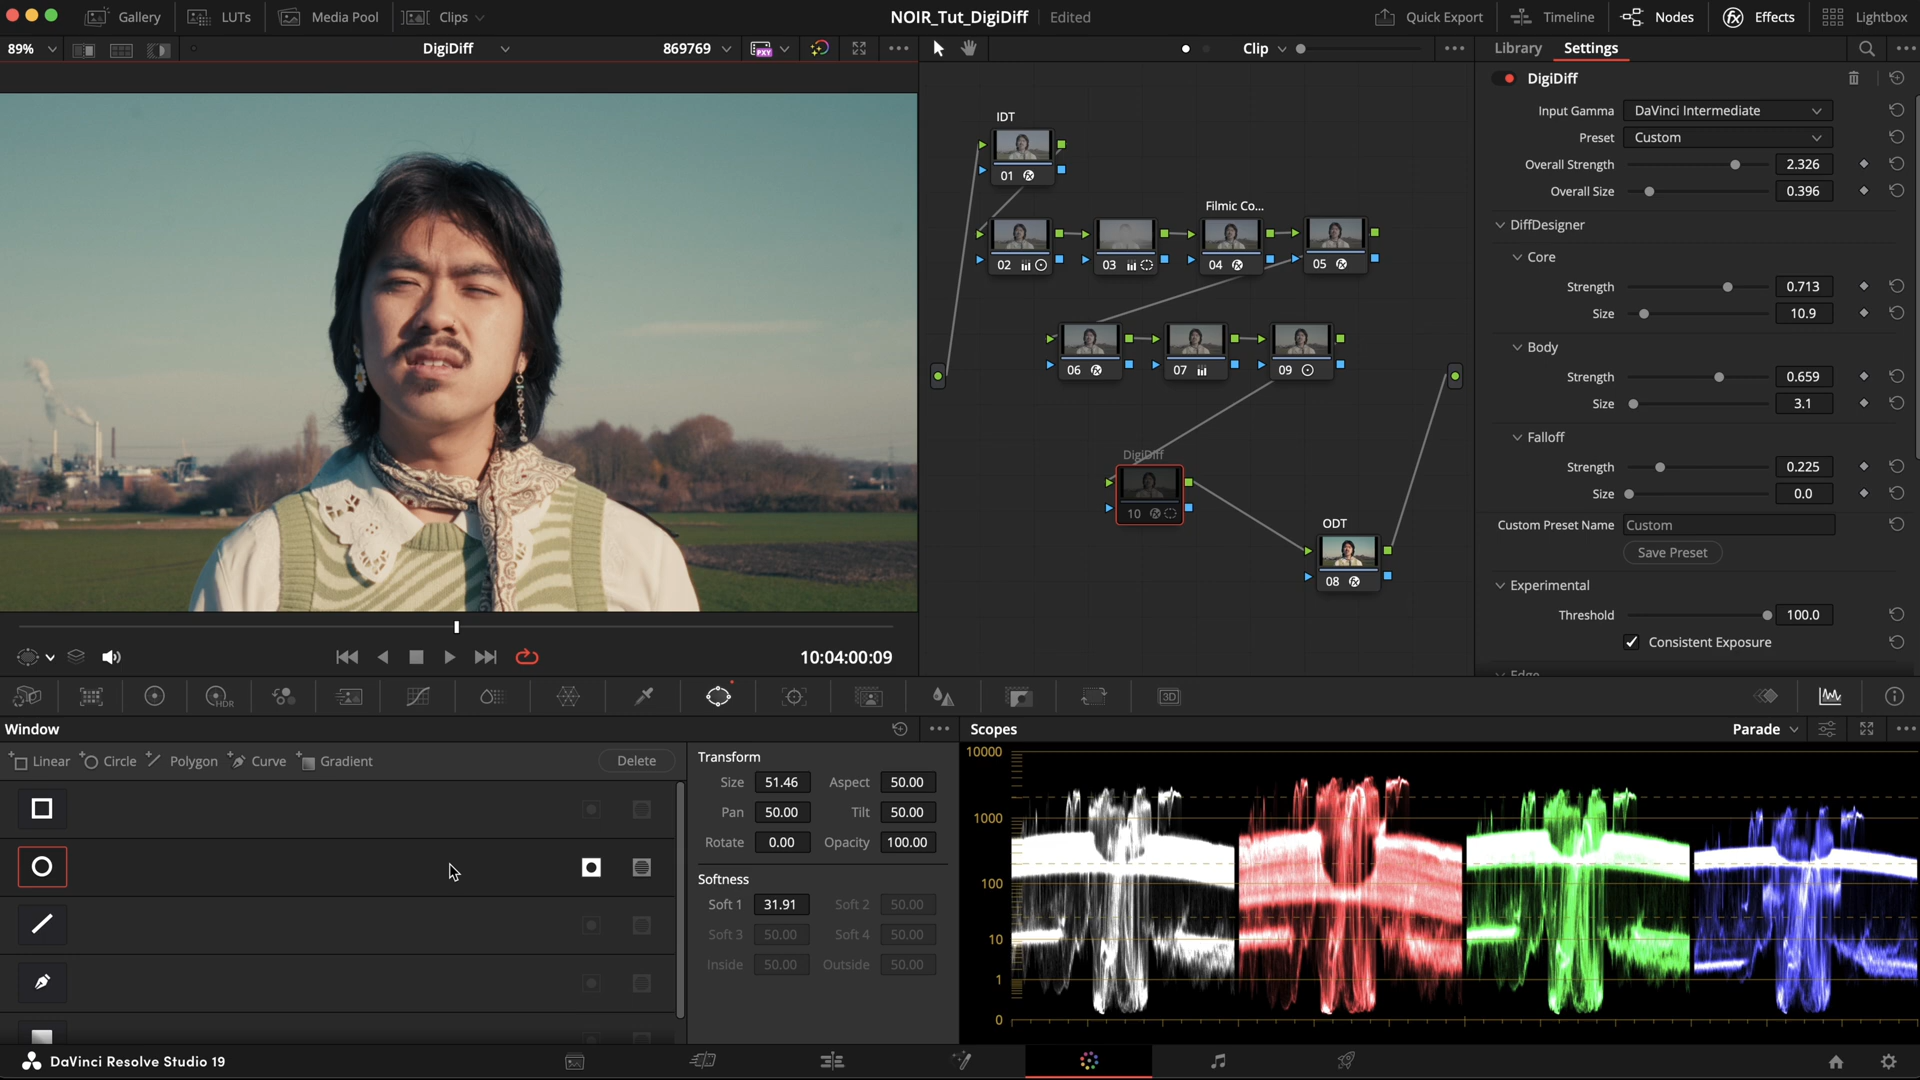 Gallery
LUTs
Media Pool
Clips
NOIR_Tut_DigiDiff
Edited
Quick Export
Timeline
Nodes
Effects
Lightbox
89%
DigiDiff
869769
PXY
Clip
Library
Settings
DigiDiff
Input Gamma DaVinci Intermediate
Preset Custom
Overall Strength 2.326
Overall Size 0.396
DiffDesigner
Core
Strength 0.713
Size 10.9
Body
Strength 0.659
Size 3.1
Falloff
Strength 0.225
Size 0.0
Custom Preset Name Custom
Save Preset
Experimental
Threshold 100.0
Consistent Exposure
Edge
IDT
01
Filmic Co...
02
03
04
05
06
07
09
DigiDiff
10
ODT
08
10:04:00:09
HDR
3D
Window
Linear
Circle
Polygon
Curve
Gradient
Delete
Transform
Size 51.46 Aspect 50.00
Pan 50.00 Tilt 50.00
Rotate 0.00 Opacity 100.00
Softness
Soft 1 31.91 Soft 2 50.00
Soft 3 50.00 Soft 4 50.00
Inside 50.00 Outside 50.00
Scopes
Parade
10000
1000
100
10
1
0
DaVinci Resolve Studio 19